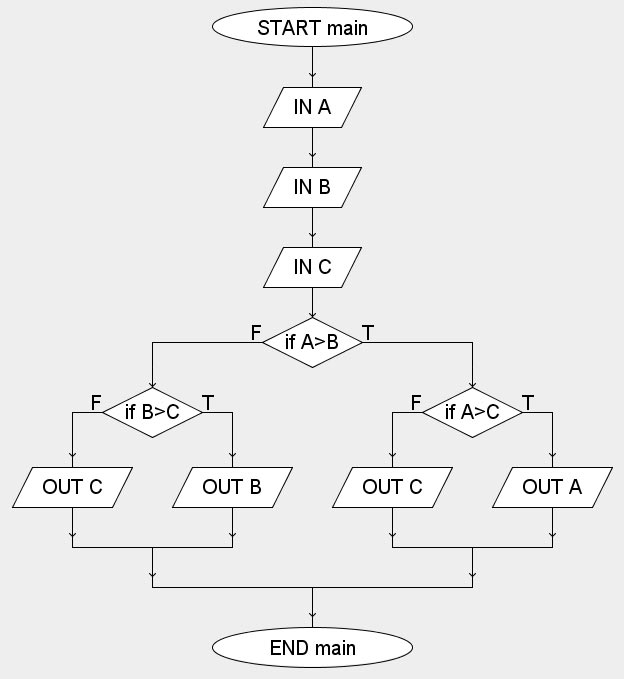 START main
IN A
IN B
IN C
F
if A>B
T
F
if B>C
T
F
if A>C
T
OUT C
OUT B
OUT C
OUT A
END main